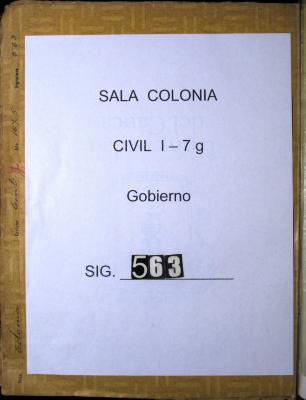 SALA COLONIA
CIVIL I – 7 g
Gobierno
SIG. 563